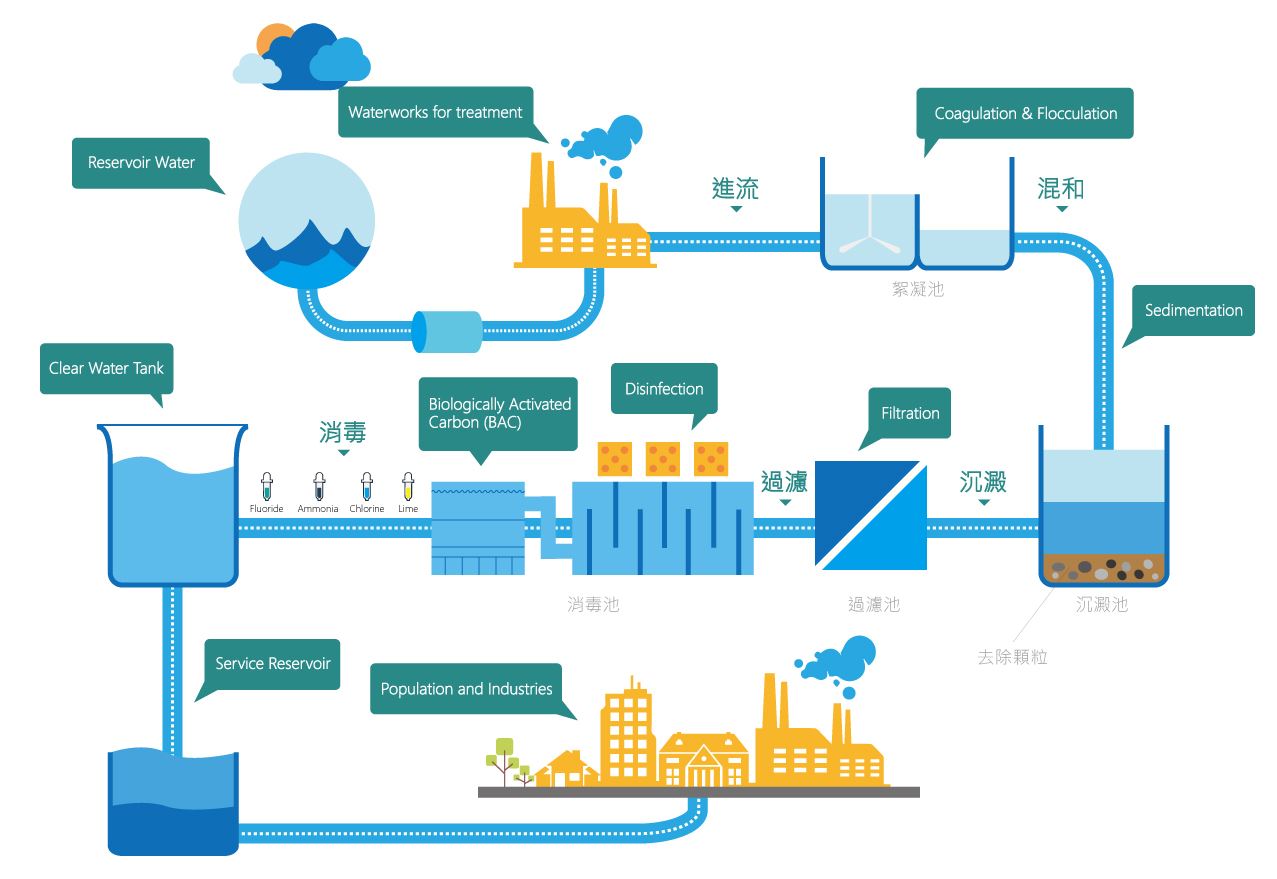 Waterworks for treatment
Coagulation & Flocculation
Reservoir Water
進流
混和
絮凝池
Sedimentation
Clear Water Tank
消毒
Biologically Activated
Carbon (BAC)
Disinfection
Filtration
過濾
沉澱
Fluoride
Ammonia
Chlorine
Lime
消毒池
過濾池
沉澱池
去除顆粒
Service Reservoir
Population and Industries